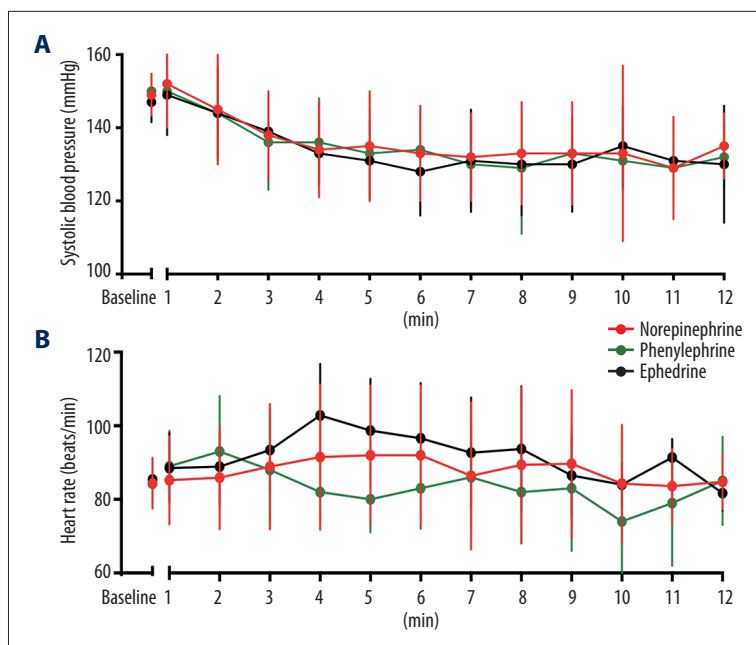 A
Systolic blood pressure (mmHg)
160
140
120
100
Baseline 1 2 3 4 5 6 7 8 9 10 11 12
(min)
Norepinephrine
Phenylephrine
Ephedrine
B
Heart rate (beats/min)
120
100
80
60
Baseline 1 2 3 4 5 6 7 8 9 10 11 12
(min)